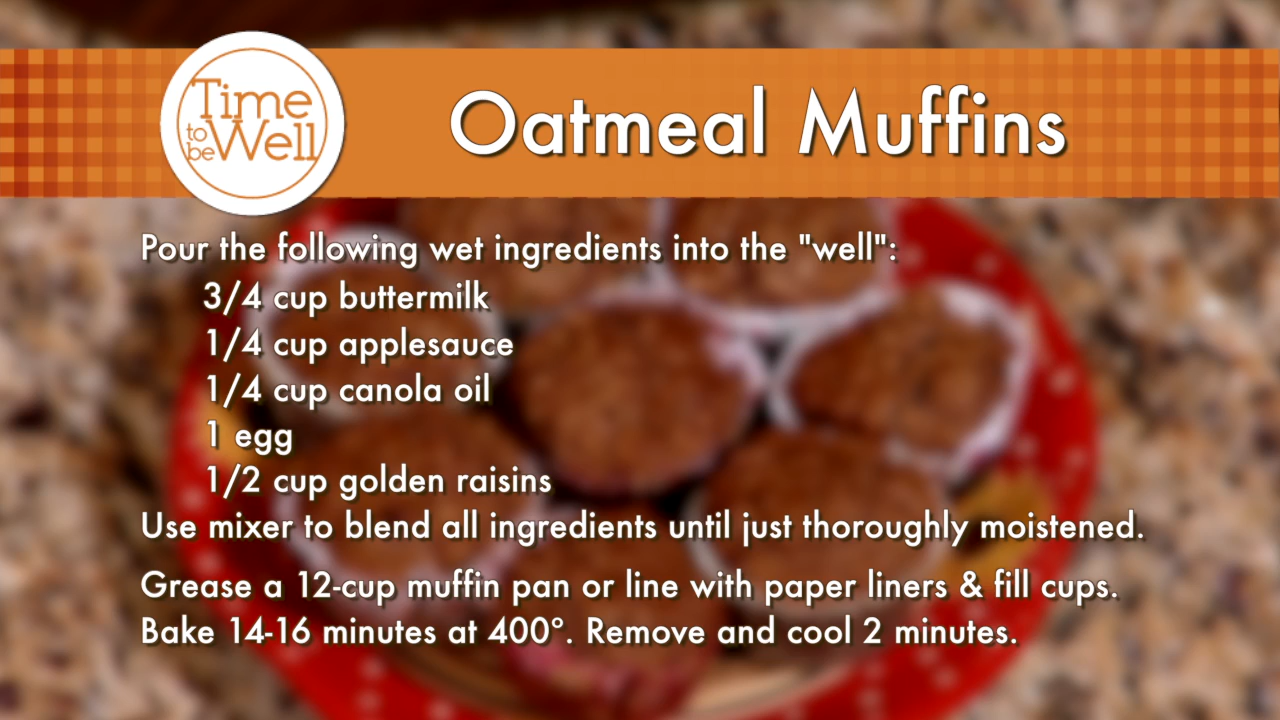 Time
to
be Well
Oatmeal Muffins
Pour the following wet ingredients into the "well":
3/4 cup buttermilk
1/4 cup applesauce
1/4 cup canola oil
1 egg
1/2 cup golden raisins
Use mixer to blend all ingredients until just thoroughly moistened.
Grease a 12-cup muffin pan or line with paper liners & fill cups.
Bake 14-16 minutes at 400°. Remove and cool 2 minutes.